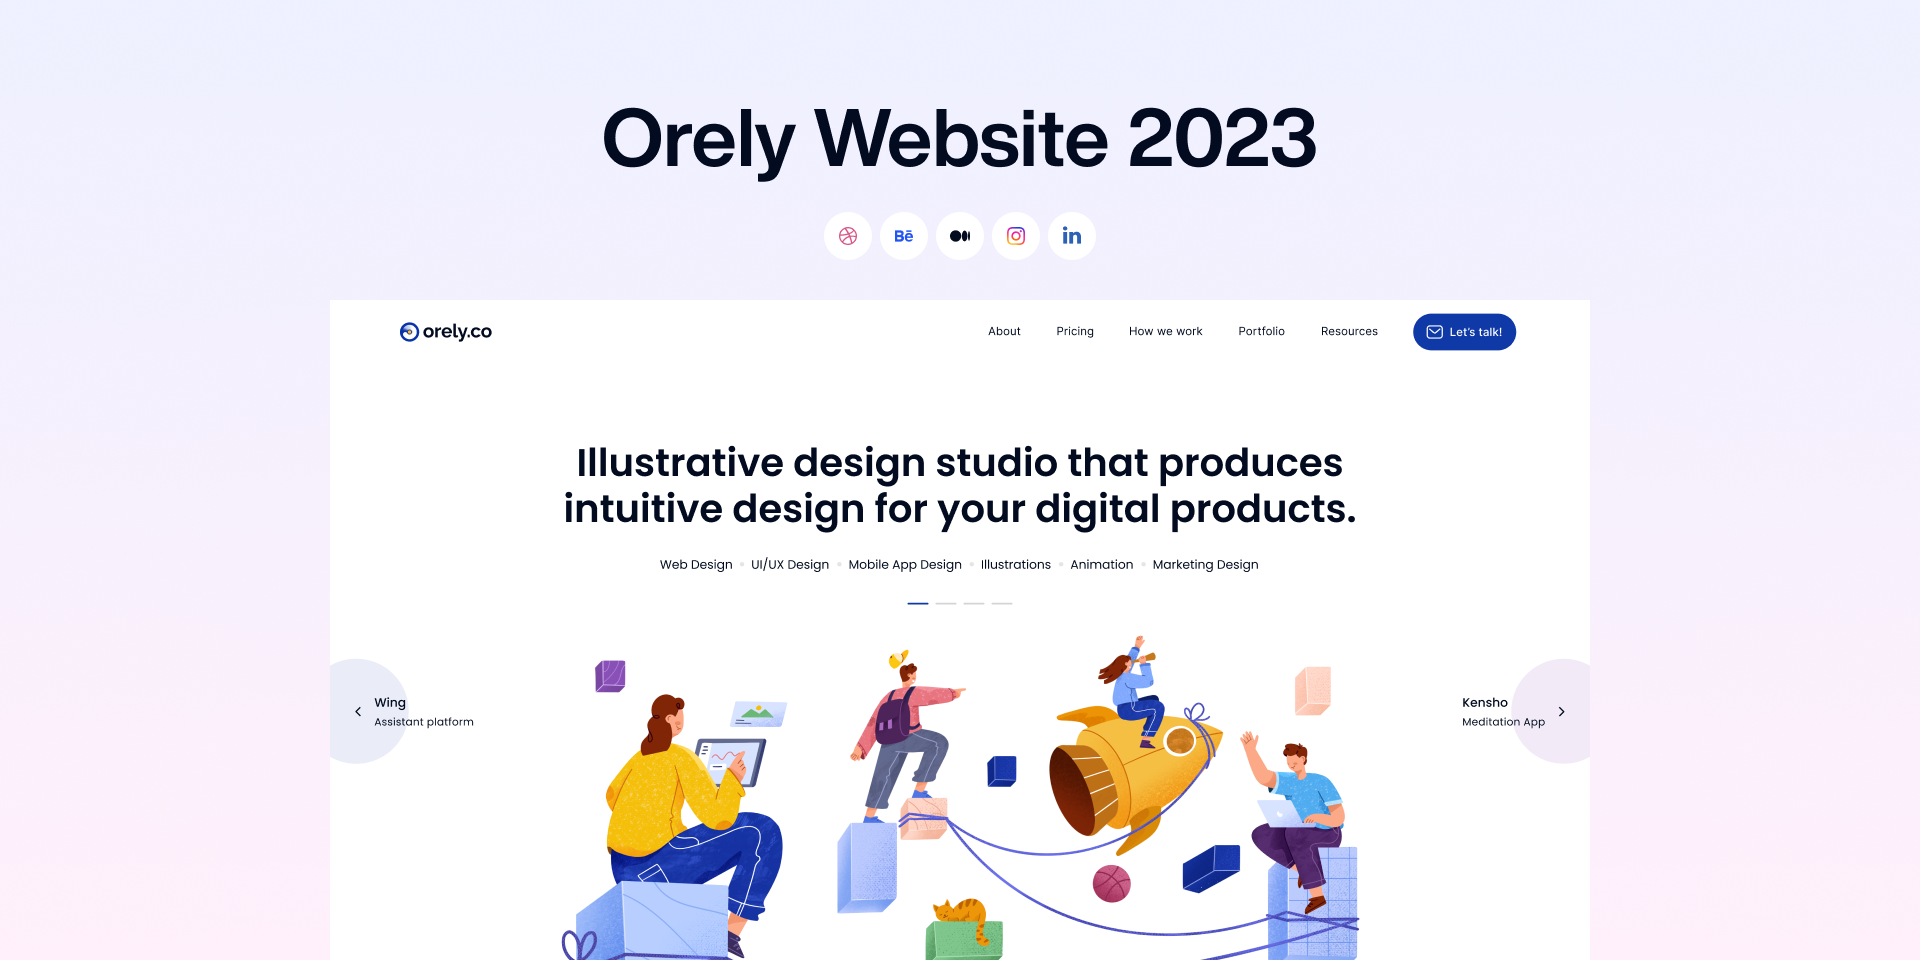 Orely Website 2023
Bē
in
orely.co
About
Pricing
How we work
Portfolio
Resources
Let's talk!
Illustrative design studio that produces
intuitive design for your digital products.
Web Design • UI/UX Design • Mobile App Design • Illustrations • Animation • Marketing Design
Wing
Assistant platform
Kensho
Meditation App